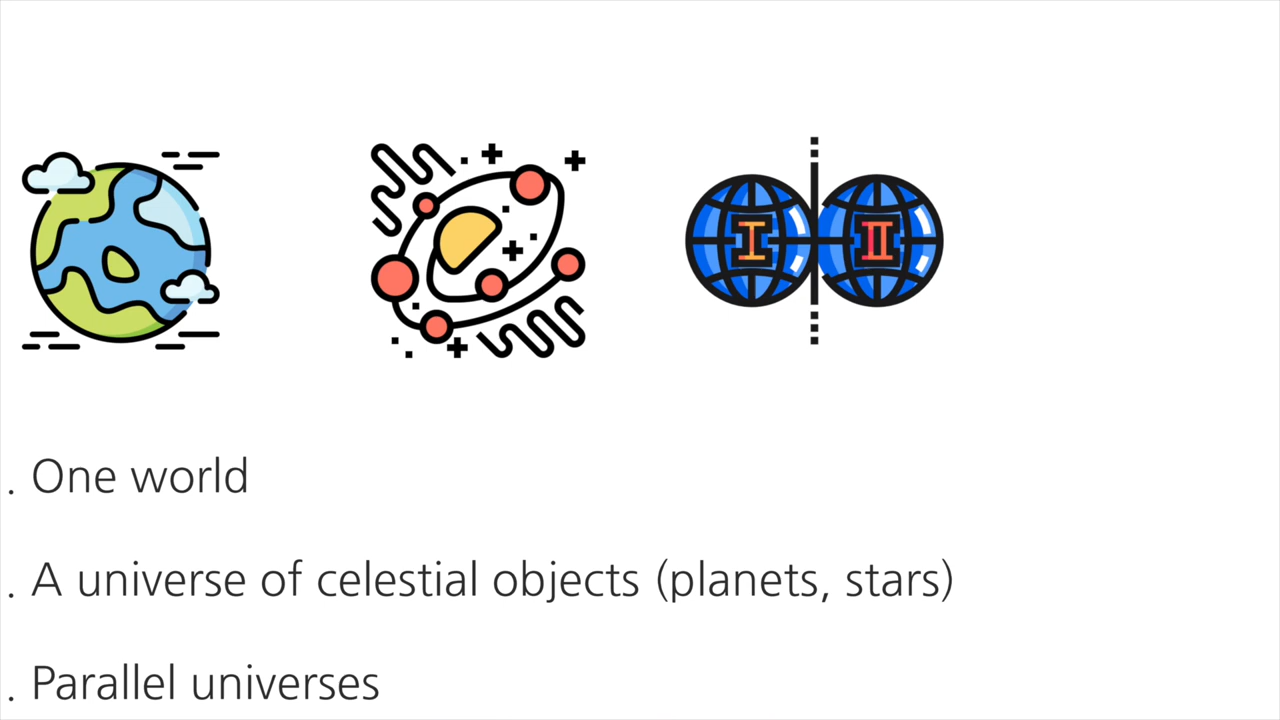 I II
. One world
. A universe of celestial objects (planets, stars)
. Parallel universes